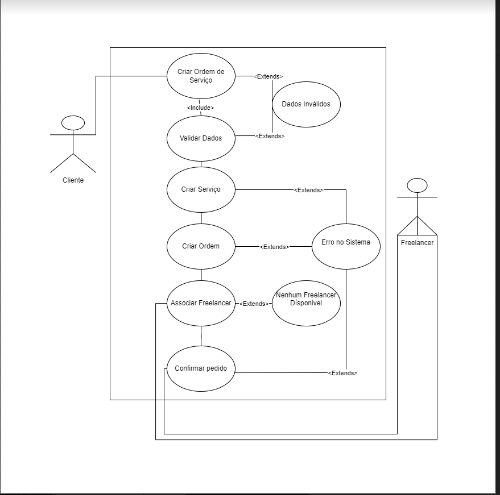 Criar Ordem de
Serviço
<Extends>
Dados Inválidos
<Include>
Validar Dados
<Extends>
Cliente
Criar Serviço
<Extends>
Criar Ordem
<Extends>
Erro no Sistema
Freelancer
Associar Freelancer
<Extends>
Nenhum Freelancer
Disponível
Confirmar pedido
<Extends>